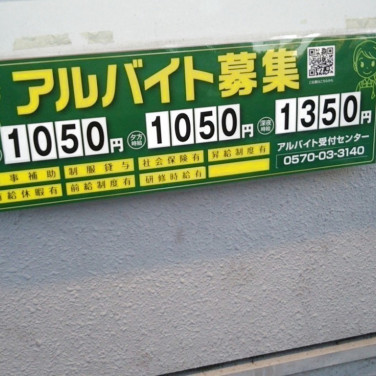 アルバイト募集
1050円 夕方時給 1050円 深夜時給 1350円
事補助 制服貸与 社会保険有 昇給制度有
給休暇有 前給制度有 研修時給有
アルバイト受付センター
0570-03-3140